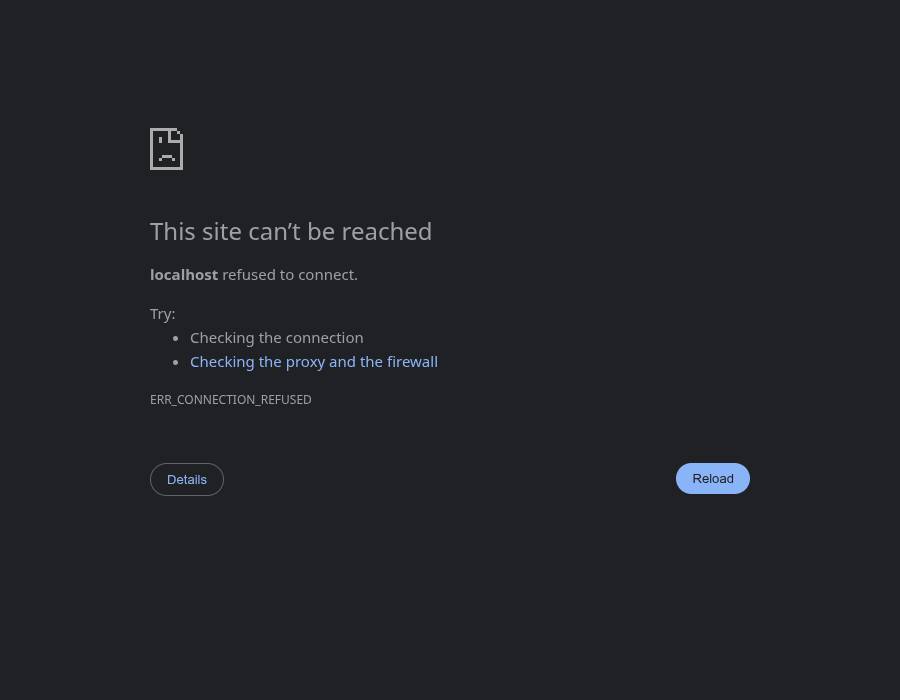 This site can’t be reached
localhost refused to connect.
Try:
Checking the connection
Checking the proxy and the firewall
ERR_CONNECTION_REFUSED
Details
Reload